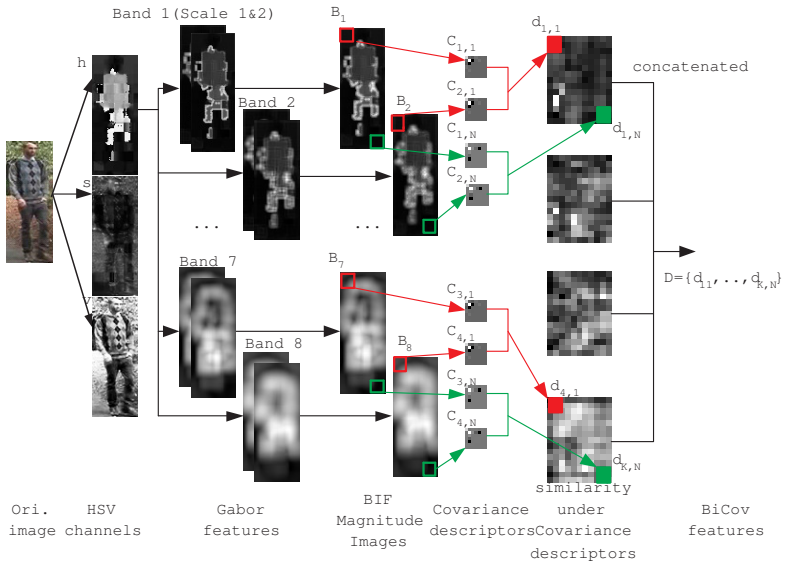 Band 1(Scale 1&2)
B1
d1,1
C1,1
h
concatenated
C2,1
Band 2
B2
C1,N
d1,N
C2,N
s
...
...
Band 7
B7
D={d11,..,dK,N}
C3,1
v
C4,1
Band 8
B8
C3,N
d4,1
C4,N
dK,N
Ori.
image
HSV
channels
Gabor
features
BIF
Magnitude
Images
Covariance
descriptors
similarity
under
Covariance
descriptors
BiCov
features